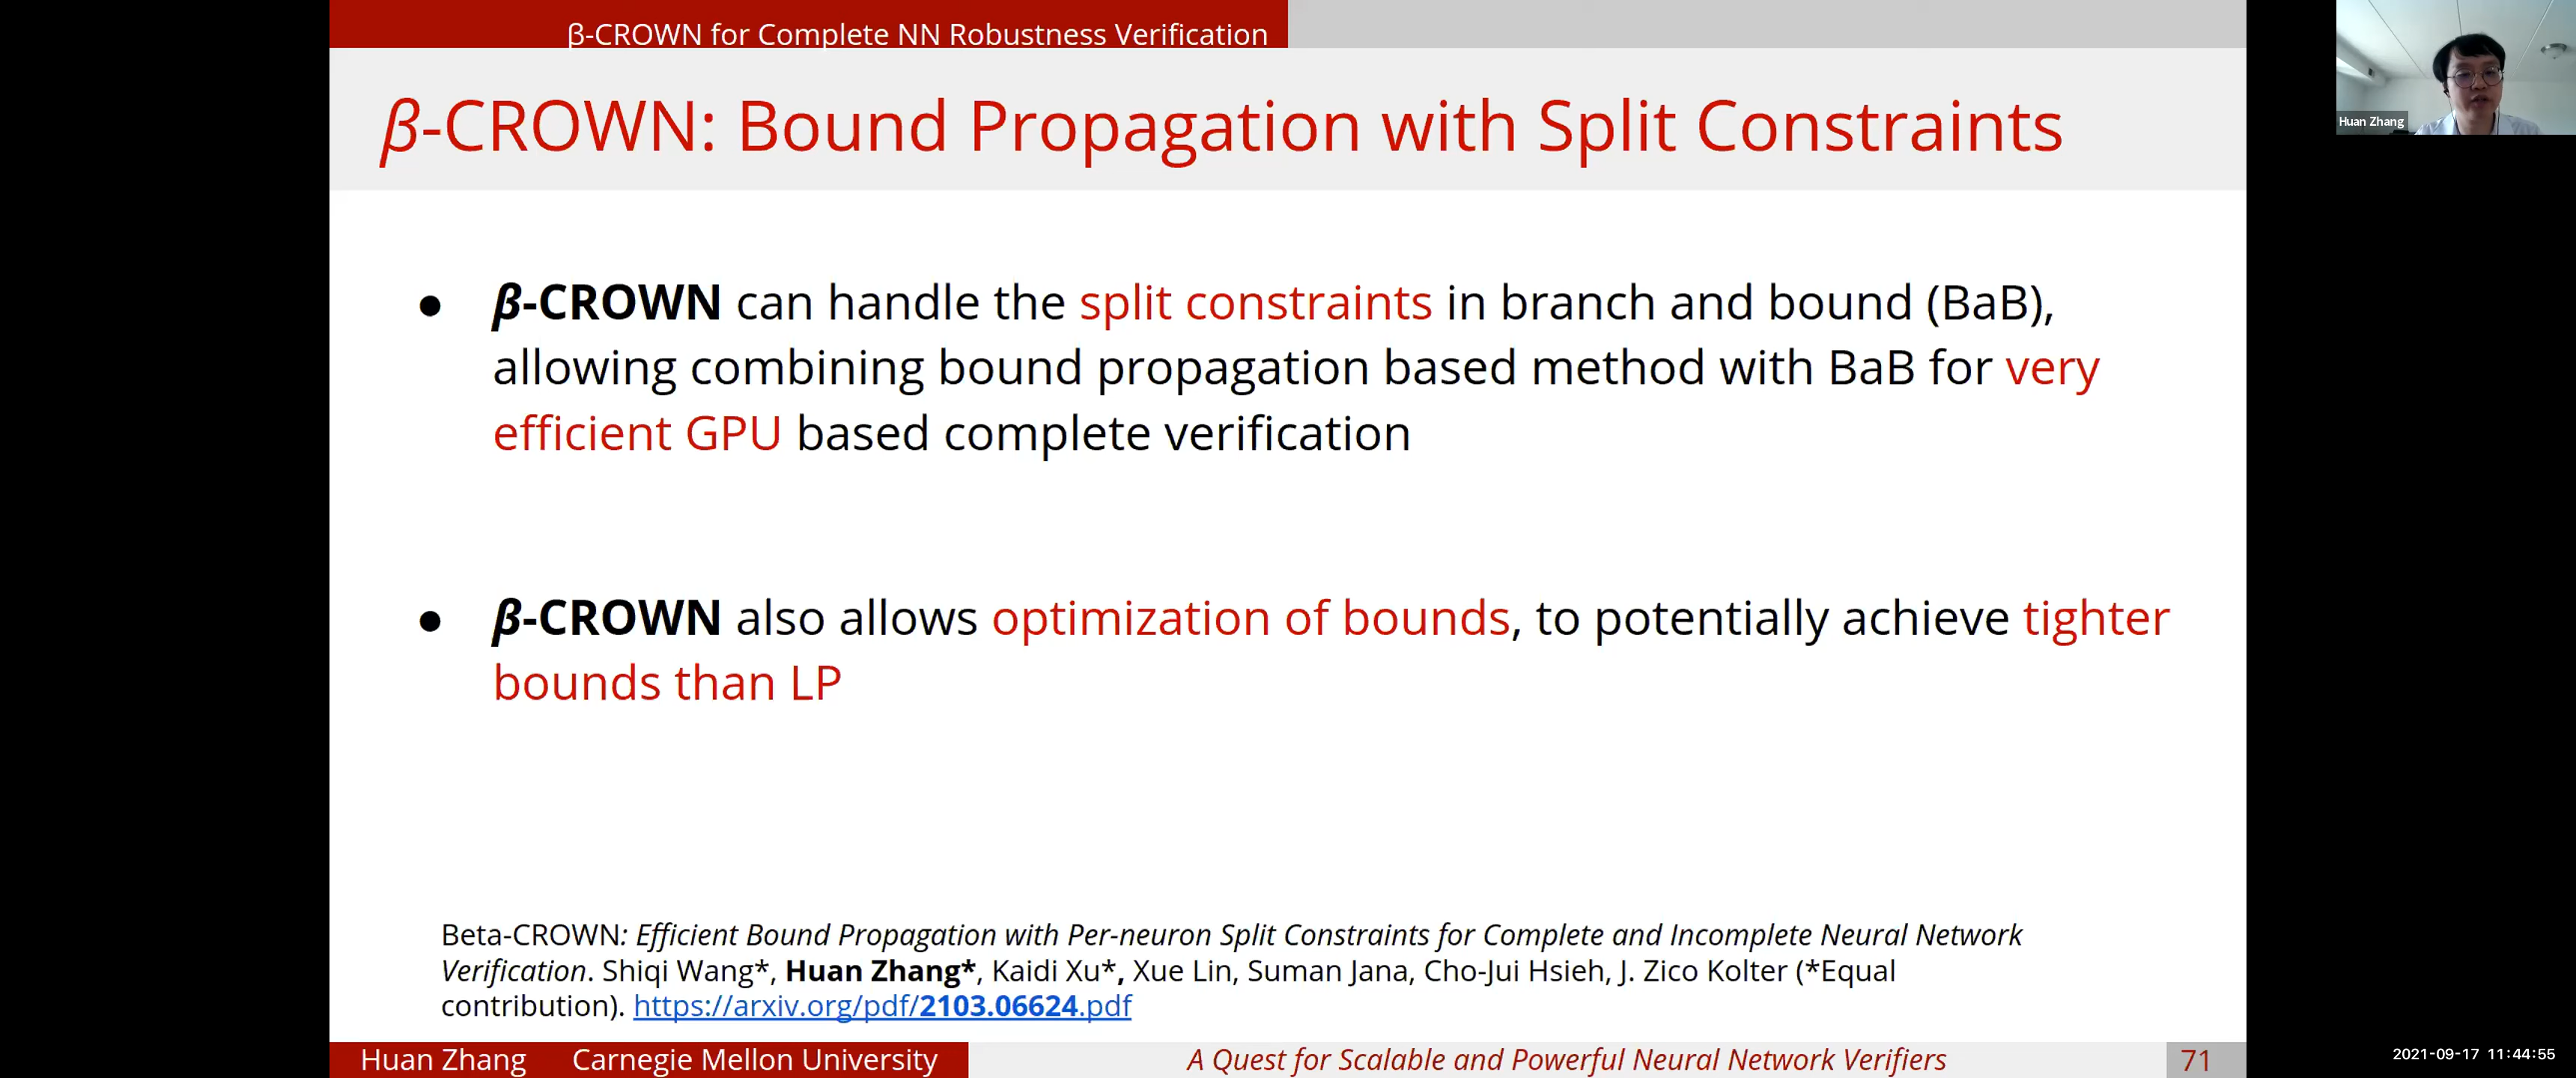 β-CROWN for Complete NN Robustness Verification
β-CROWN: Bound Propagation with Split Constraints
Huan Zhang
● β-CROWN can handle the split constraints in branch and bound (BaB),
allowing combining bound propagation based method with BaB for very
efficient GPU based complete verification
● β-CROWN also allows optimization of bounds, to potentially achieve tighter
bounds than LP
Beta-CROWN: Efficient Bound Propagation with Per-neuron Split Constraints for Complete and Incomplete Neural Network
Verification. Shiqi Wang*, Huan Zhang*, Kaidi Xu*, Xue Lin, Suman Jana, Cho-Jui Hsieh, J. Zico Kolter (*Equal
contribution). https://arxiv.org/pdf/2103.06624.pdf
Huan Zhang Carnegie Mellon University A Quest for Scalable and Powerful Neural Network Verifiers 71
2021-09-17 11:44:55